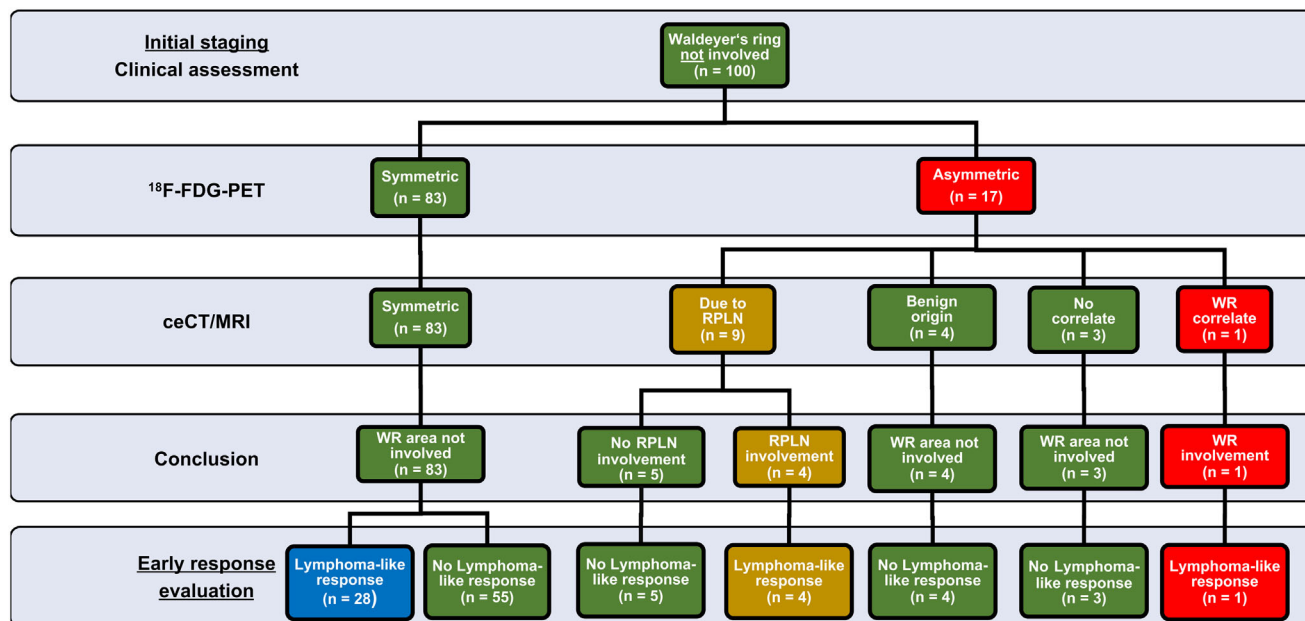 Initial staging
Clinical assessment
Waldeyer‘s ring
not involved
(n = 100)
¹⁸F-FDG-PET
Symmetric
(n = 83)
Asymmetric
(n = 17)
ceCT/MRI
Symmetric
(n = 83)
Due to
RPLN
(n = 9)
Benign
origin
(n = 4)
No
correlate
(n = 3)
WR
correlate
(n = 1)
Conclusion
WR area not
involved
(n = 83)
No RPLN
involvement
(n = 5)
RPLN
involvement
(n = 4)
WR area not
involved
(n = 4)
WR area not
involved
(n = 3)
WR
involvement
(n = 1)
Early response
evaluation
Lymphoma-like
response
(n = 28)
No Lymphoma-
like response
(n = 55)
No Lymphoma-
like response
(n = 5)
Lymphoma-like
response
(n = 4)
No Lymphoma-
like response
(n = 4)
No Lymphoma-
like response
(n = 3)
Lymphoma-like
response
(n = 1)